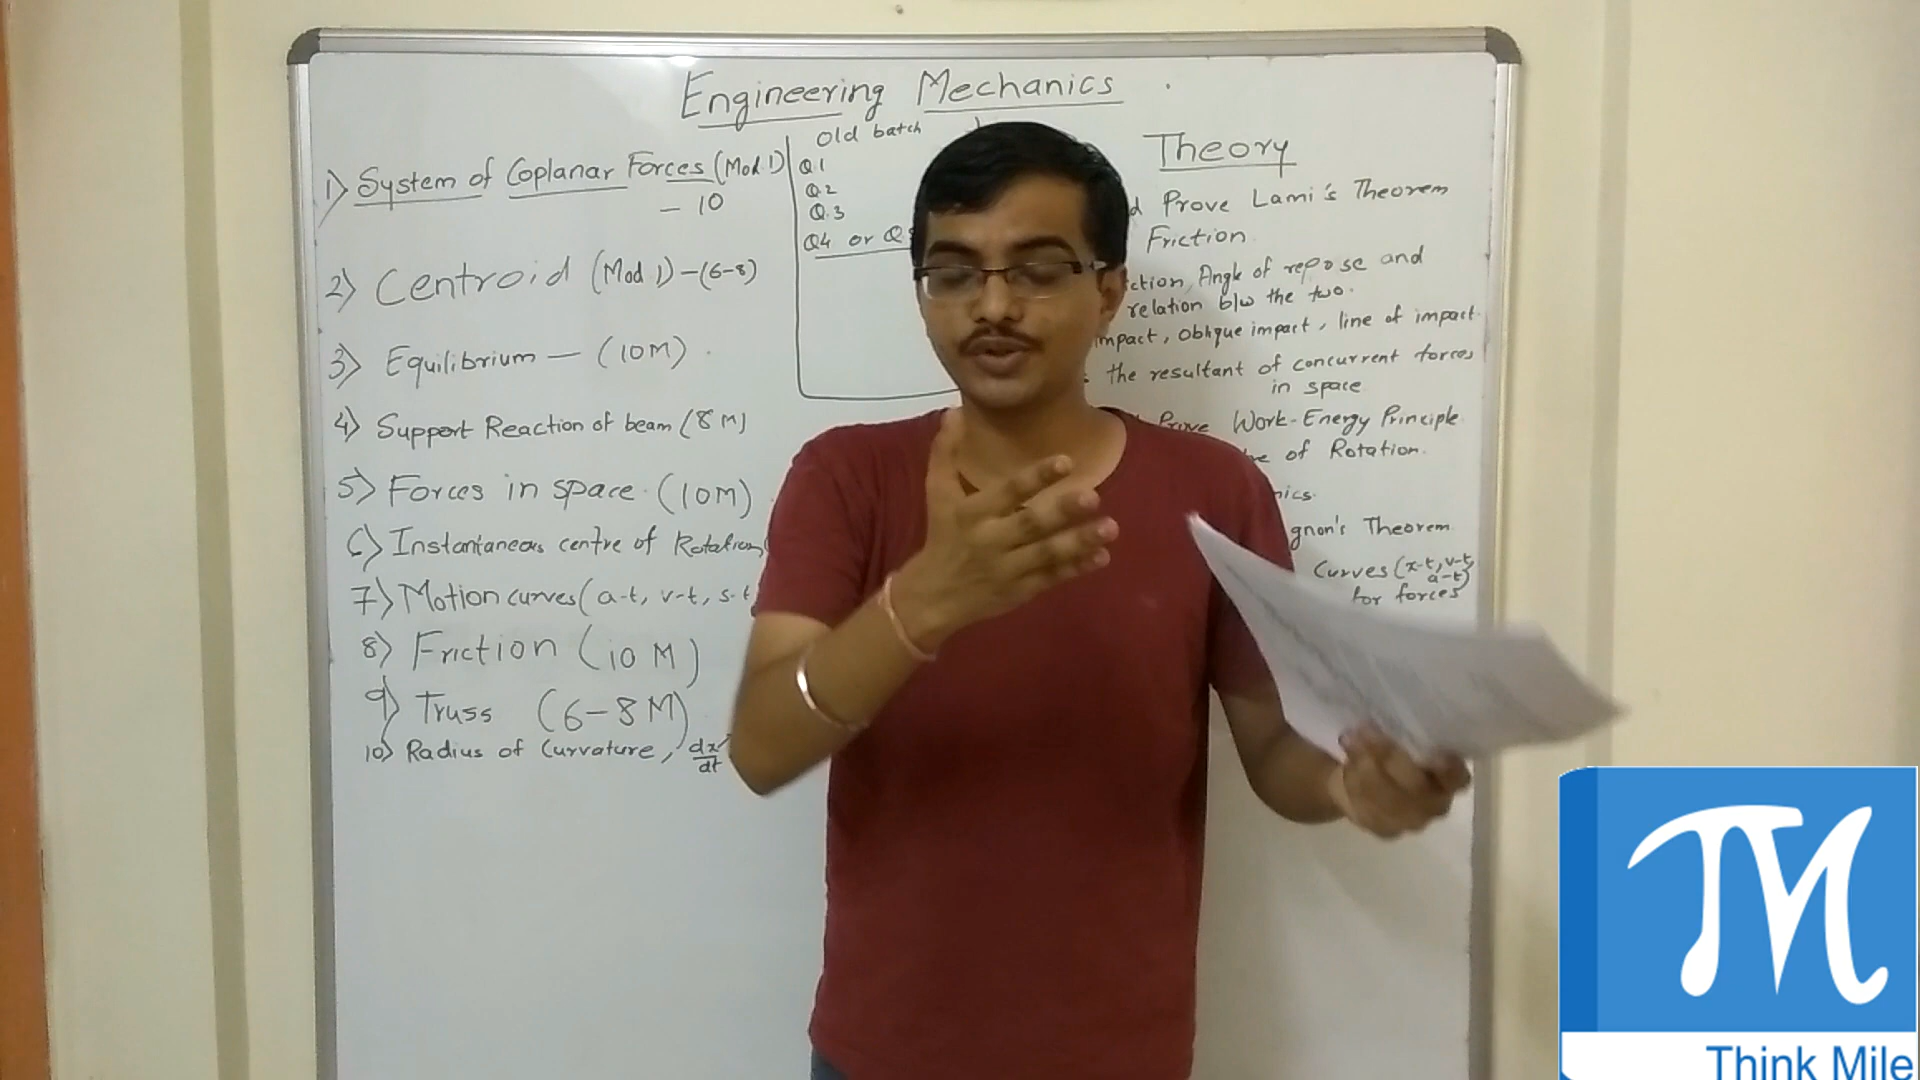 Engineering Mechanics
1) System of Coplanar Forces (Mod.1)
- 10
2) Centroid (Mod 1) - (6-8)
3) Equilibrium - (10M)
4) Support Reaction of beam (8 M)
5) Forces in space (10M)
6) Instantaneous centre of Rotation
7) Motion curves (a-t, v-t, s-t
8) Friction (10 M)
9) Truss (6-8 M)
10) Radius of Curvature, dx/dt
Old batch
Q1
Q.2
Q.3
Q4 or Q
Theory
Prove Lami's Theorem
Friction
Angle of repose and
relation b/w the two.
impact, oblique impact, line of impact
the resultant of concurrent forces
in space
Prove Work-Energy Principle
of Rotation.
Theorem
Curves (x-t, v-t,
a-t)
for forces
TM
Think Mile